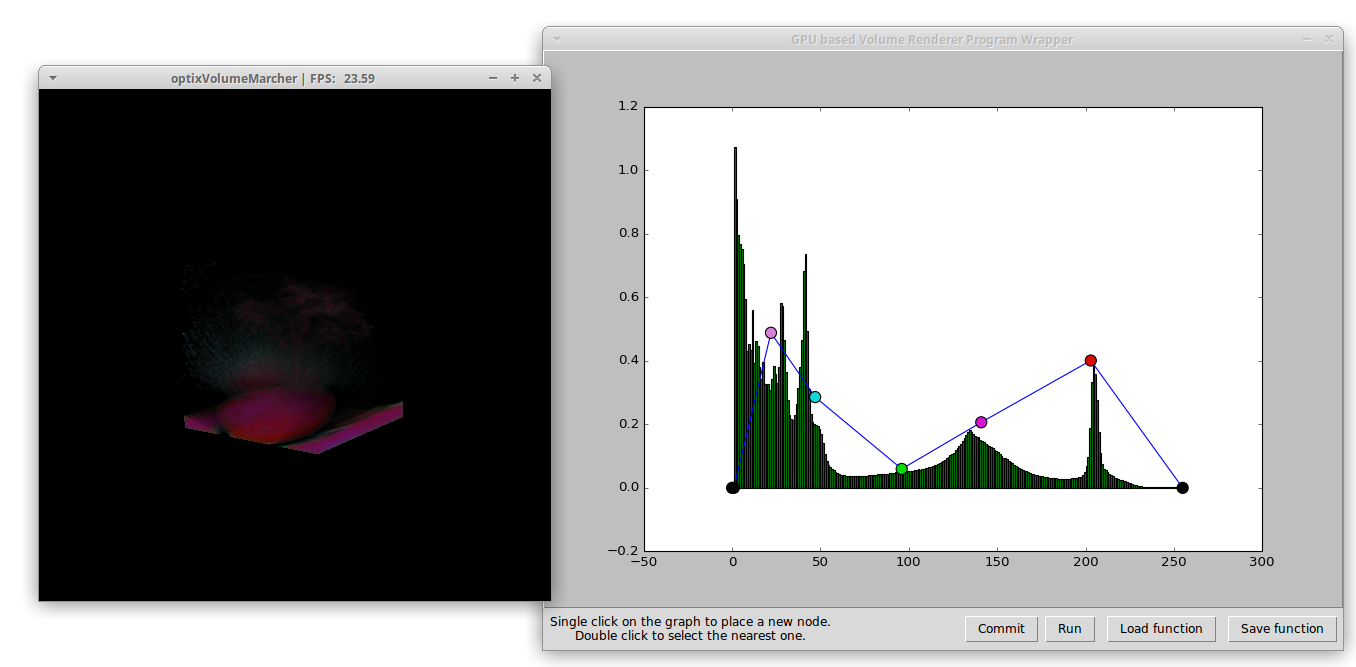 GPU based Volume Renderer Program Wrapper
optixVolumeMarcher | FPS: 23.59
1.2
1.0
0.8
0.6
0.4
0.2
0.0
−0.2
−50 0 50 100 150 200 250 300
Single click on the graph to place a new node.
Double click to select the nearest one.
Commit Run Load function Save function